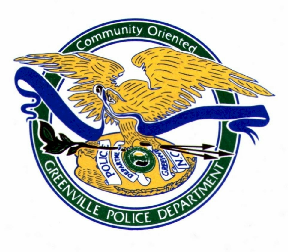 Community Oriented
POLICE
N.C.
GREENVILLE POLICE DEPARTMENT